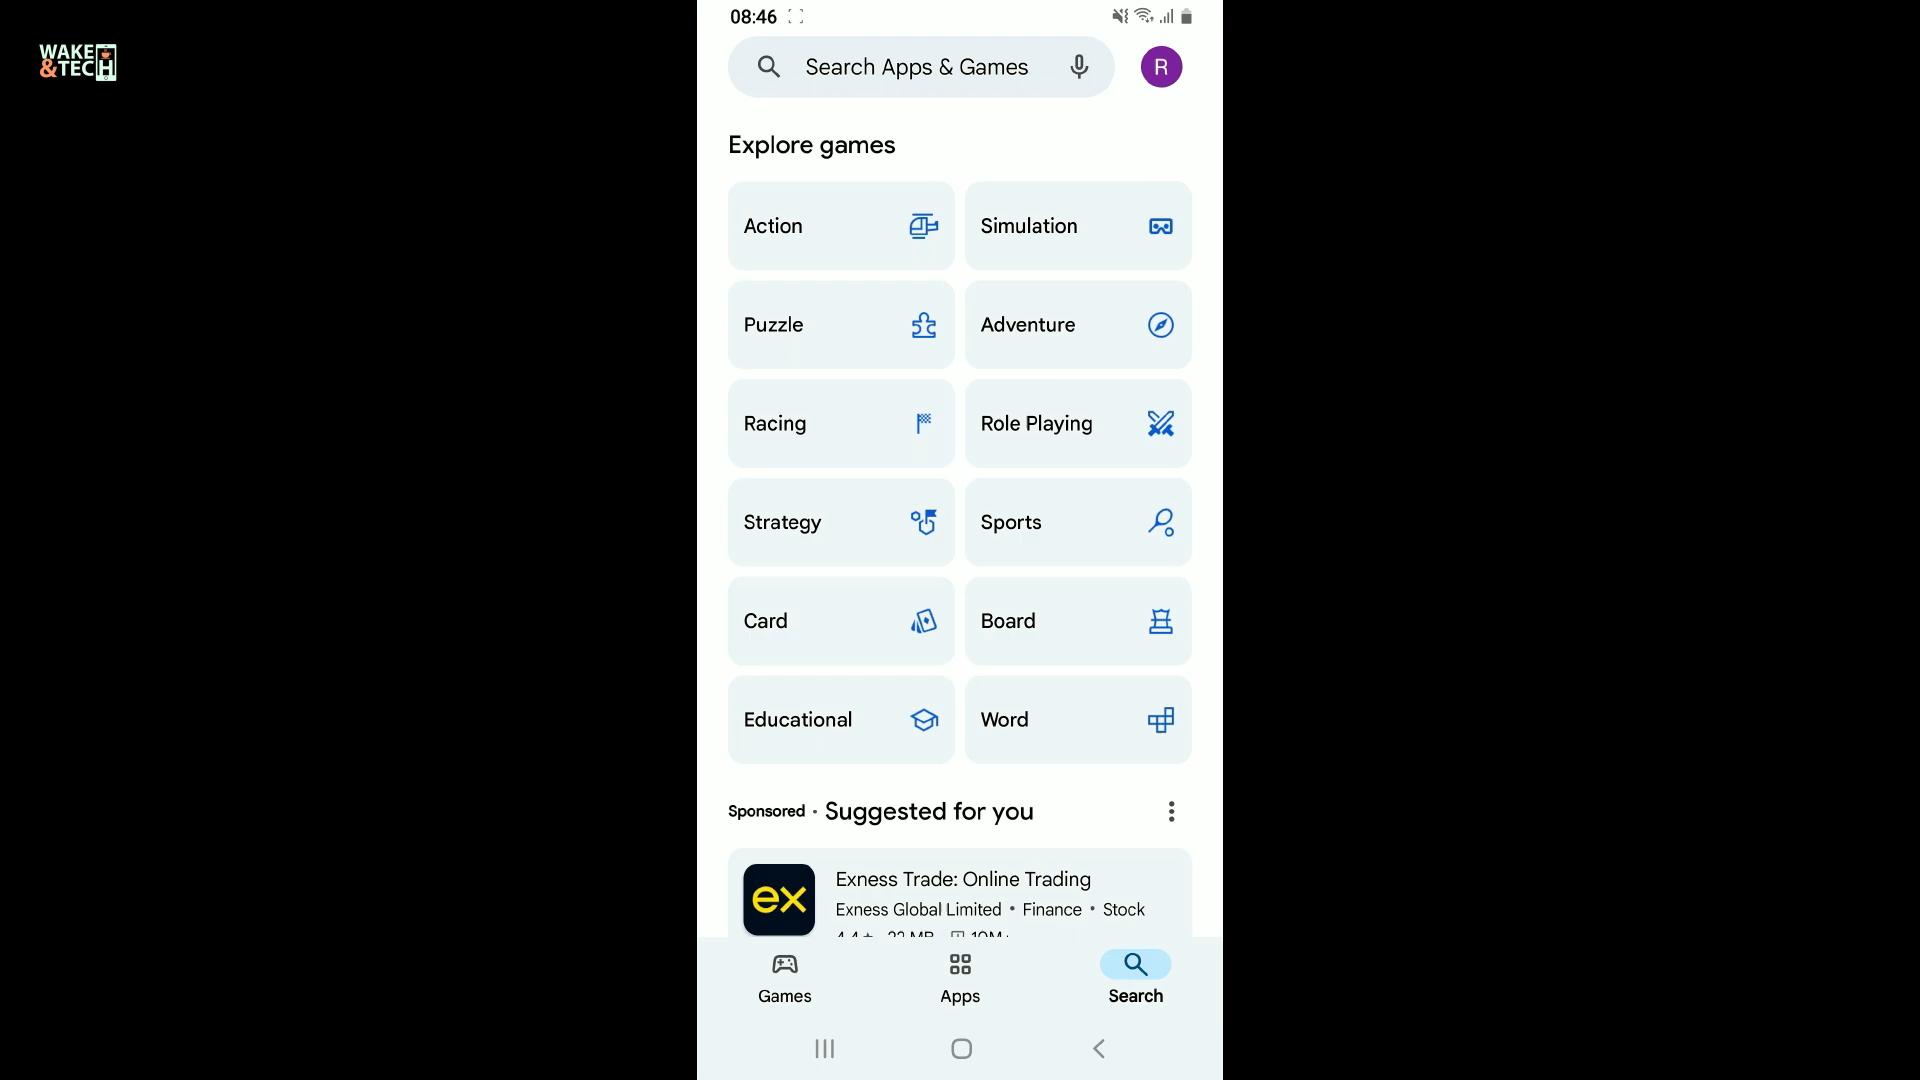 WAKE
&TECH
08:46
Search Apps & Games
R
Explore games
Action
Simulation
Puzzle
Adventure
Racing
Role Playing
Strategy
Sports
Card
Board
Educational
Word
Sponsored · Suggested for you
ex
Exness Trade: Online Trading
Exness Global Limited • Finance • Stock
Games
Apps
Search